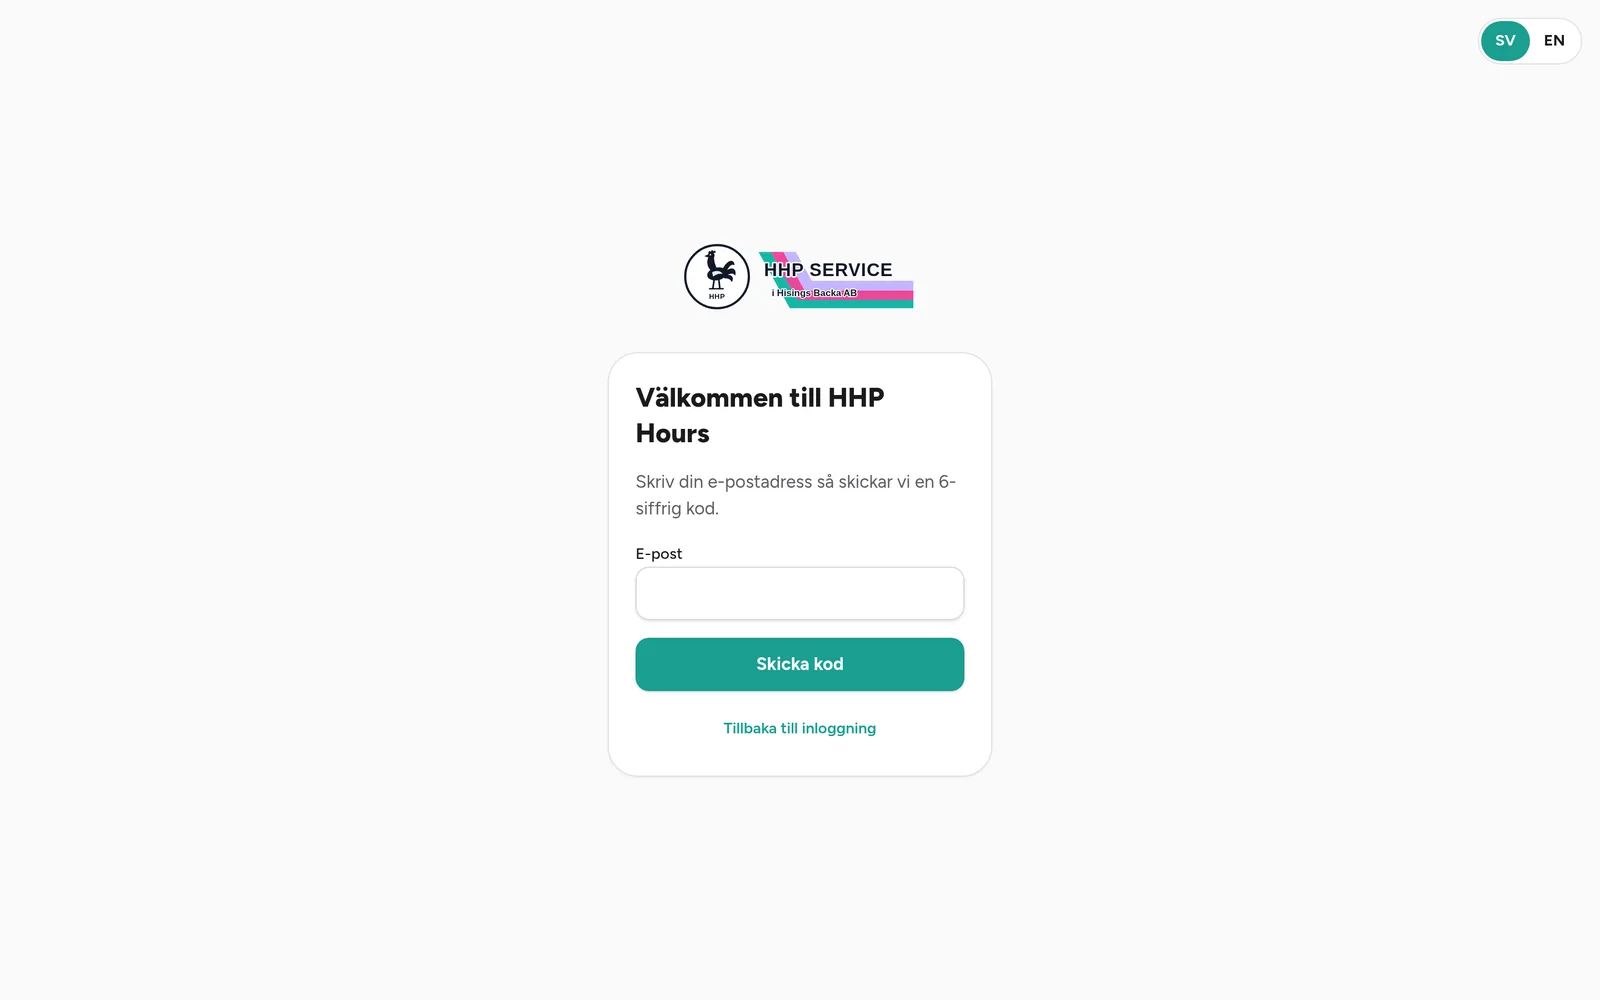 SV EN
HHP
HHP SERVICE
i Hisings Backa AB
Välkommen till HHP
Hours
Skriv din e-postadress så skickar vi en 6-
siffrig kod.
E-post
Skicka kod
Tillbaka till inloggning